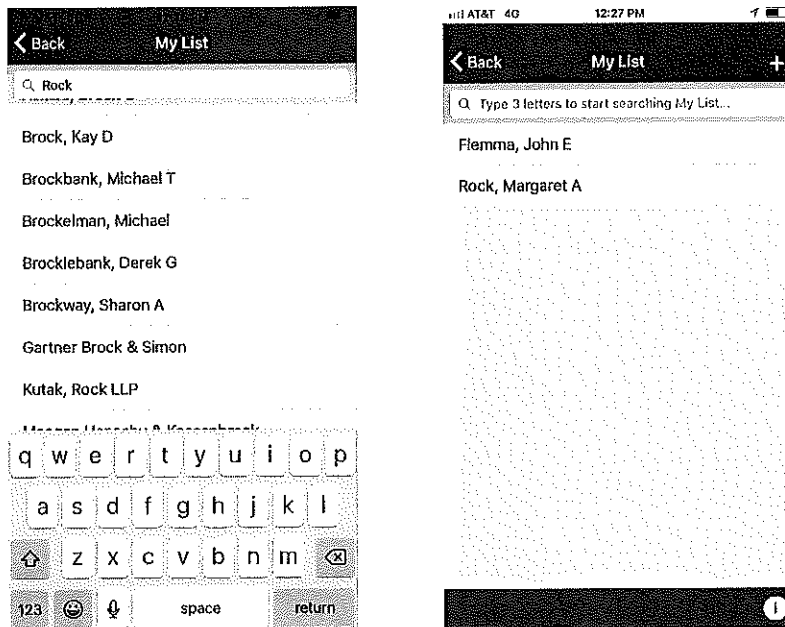 Back My List
Rock
Brock, Kay D
Brockbank, Michael T
Brockelman, Michael
Brocklebank, Derek G
Brockway, Sharon A
Gartner Brock & Simon
Kutak, Rock LLP
q w e r t y u i o p
a s d f g h j k l
z x c v b n m
123 space return
AT&T 4G 12:27 PM
Back My List +
Type 3 letters to start searching My List...
Flemma, John E
Rock, Margaret A